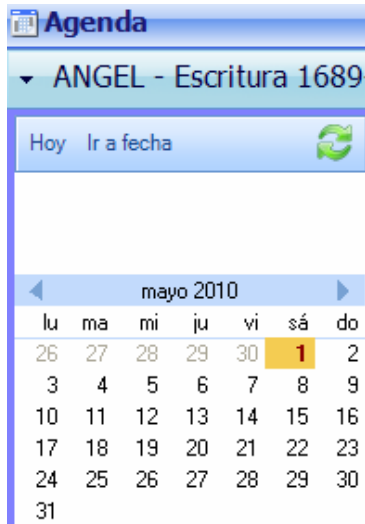 Agenda
ANGEL - Escritura 1689-
Hoy Ir a fecha
mayo 2010
lu ma mi ju vi sá do
26 27 28 29 30 1 2
3 4 5 6 7 8 9
10 11 12 13 14 15 16
17 18 19 20 21 22 23
24 25 26 27 28 29 30
31